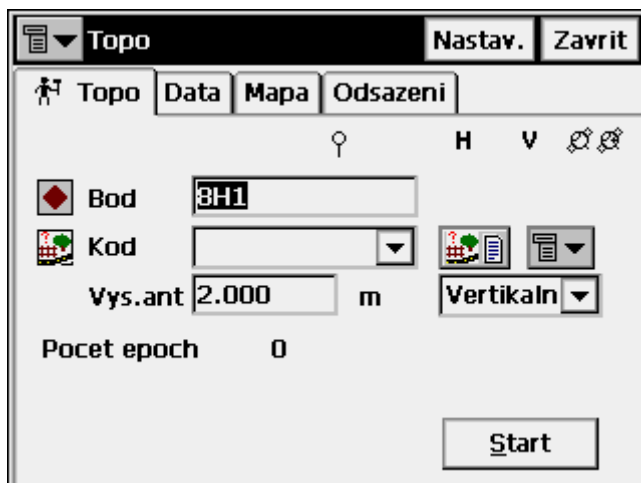 Topo Nastav. Zavrit
Topo Data Mapa Odsazeni
H V
Bod 8H1
Kod
Vys.ant 2.000 m Vertikaln
Pocet epoch 0
Start